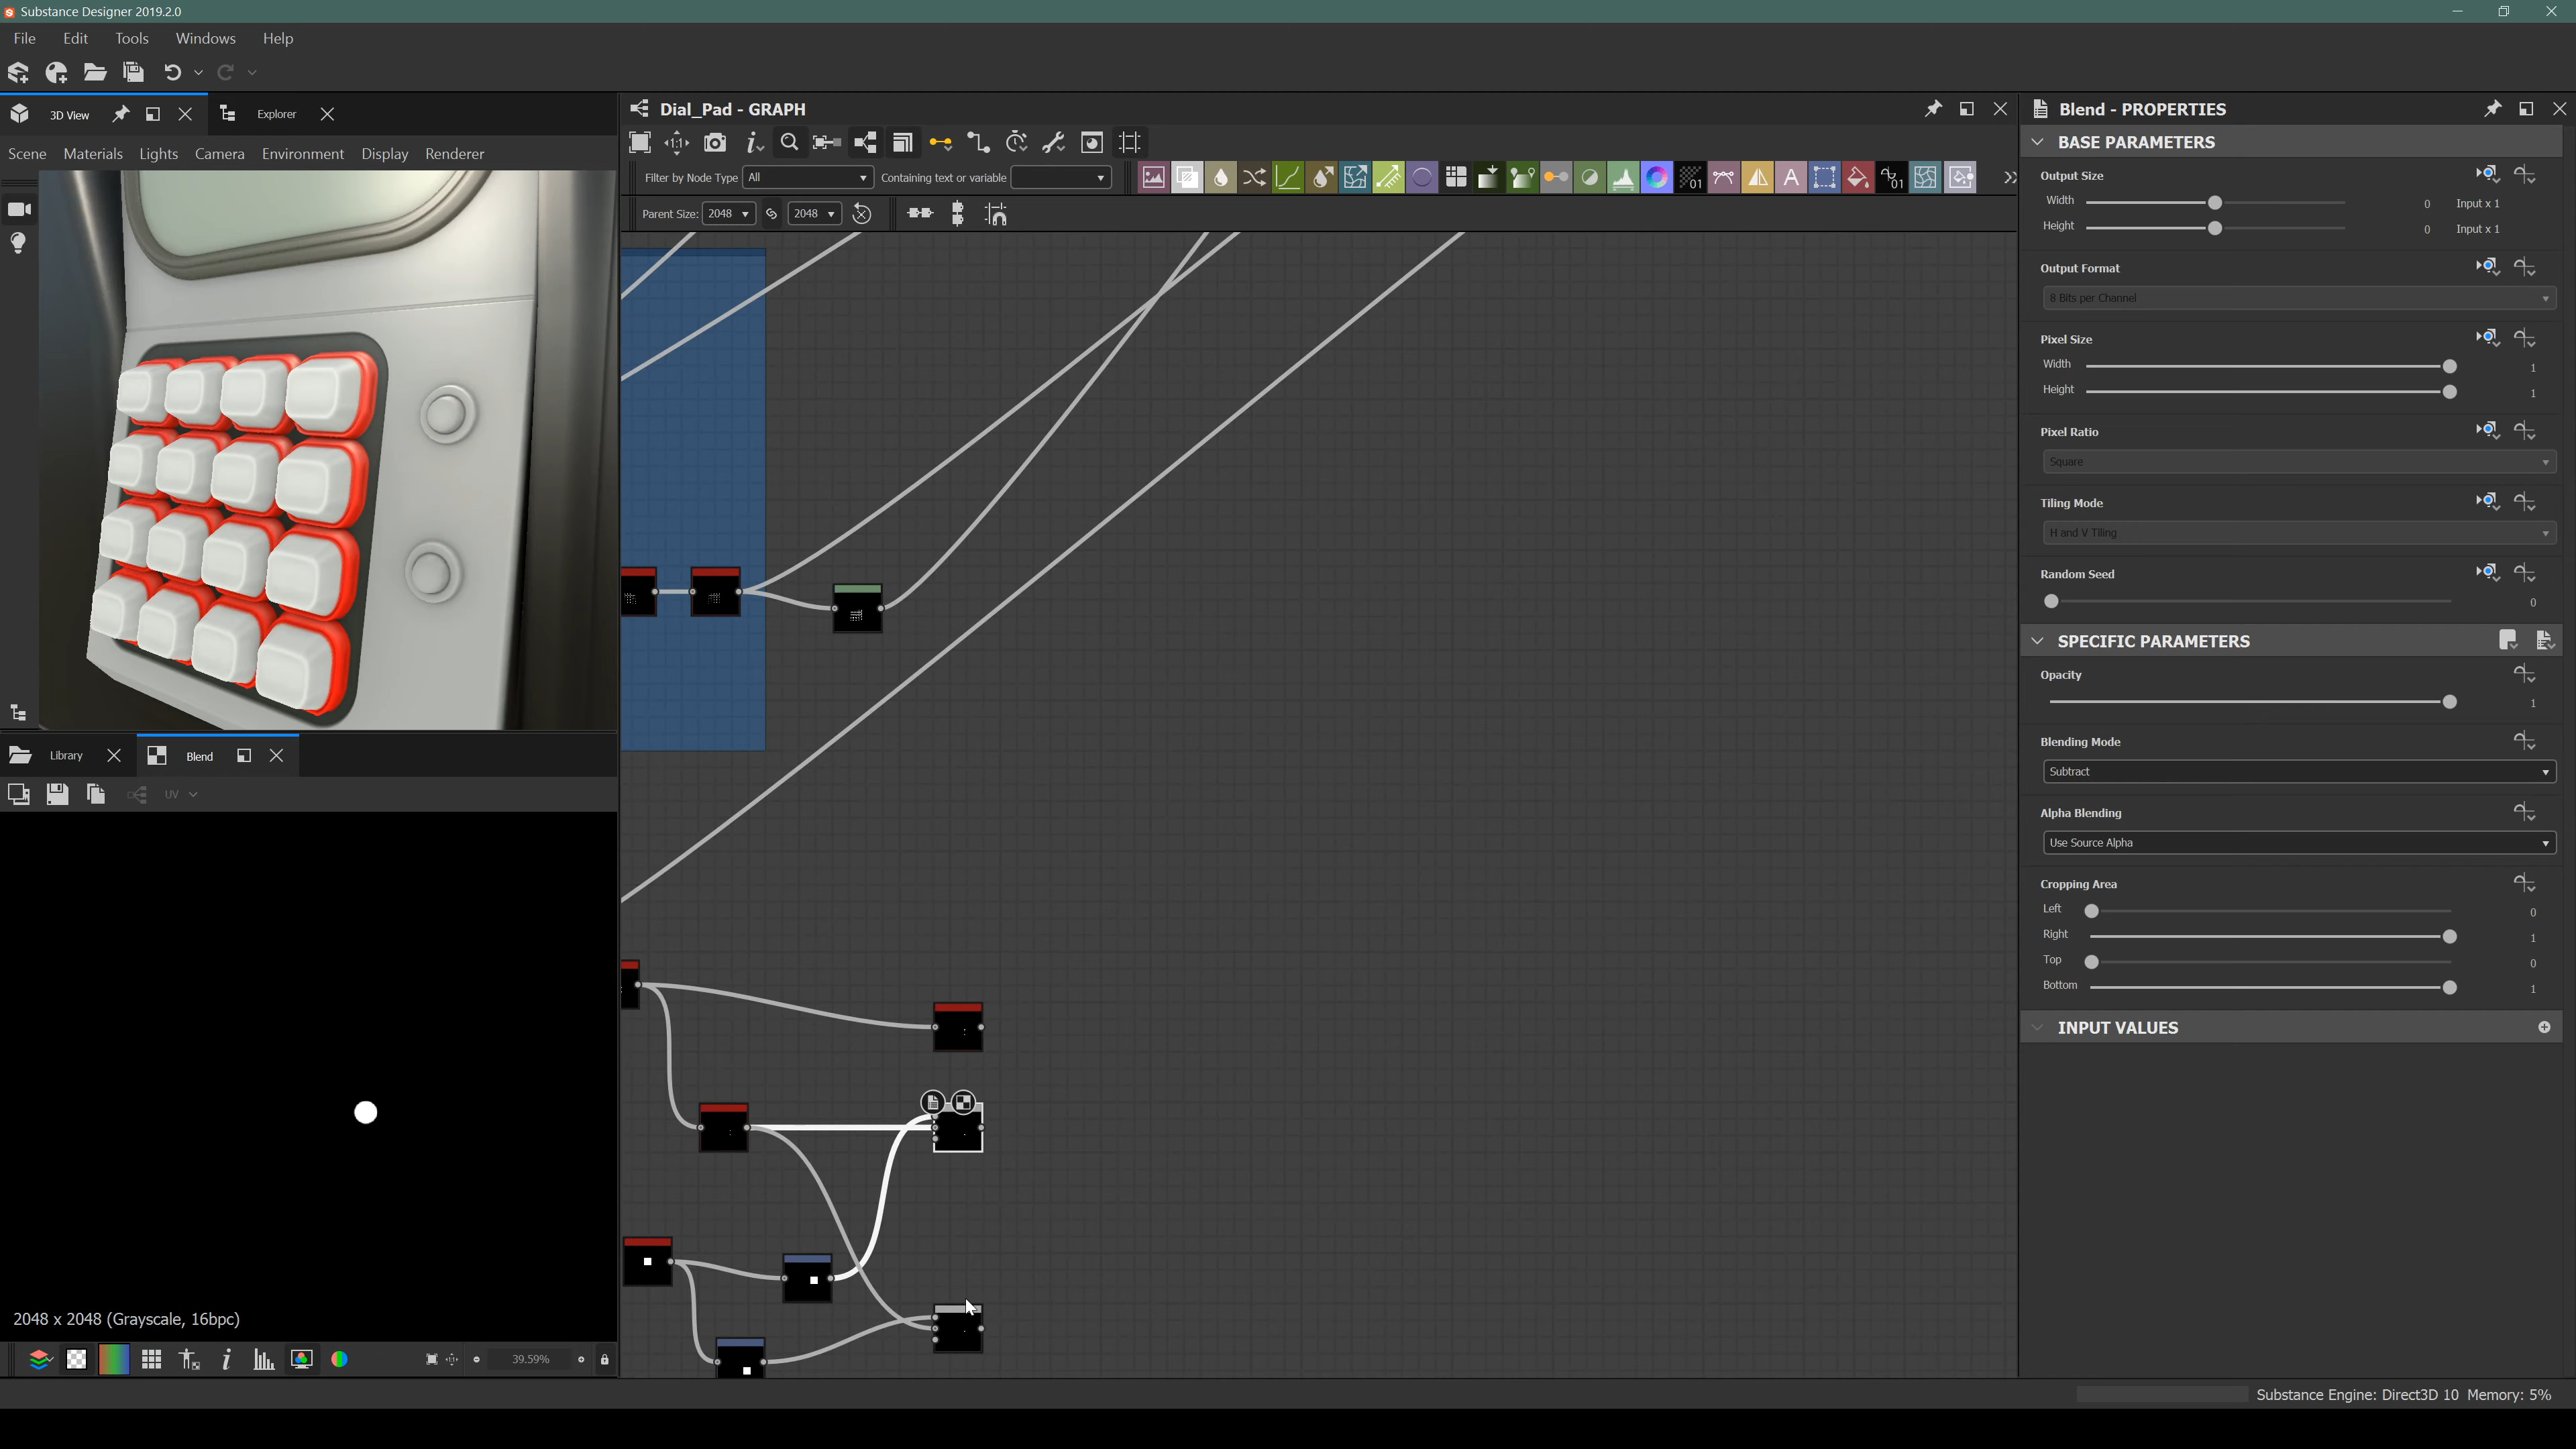 Substance Designer 2019.2.0
File Edit Tools Windows Help
3D View
Explorer
Scene Materials Lights Camera Environment Display Renderer
Dial_Pad - GRAPH
1:1
Filter by Node Type All Containing text or variable
01 A 01
Parent Size: 2048 2048
Library
Blend
UV
2048 x 2048 (Grayscale, 16bpc)
39.59%
Blend - PROPERTIES
BASE PARAMETERS
Output Size
Width 0 Input x 1
Height 0 Input x 1
Output Format
8 Bits per Channel
Pixel Size
Width 1
Height 1
Pixel Ratio
Square
Tiling Mode
H and V Tiling
Random Seed
0
SPECIFIC PARAMETERS
Opacity
1
Blending Mode
Subtract
Alpha Blending
Use Source Alpha
Cropping Area
Left 0
Right 1
Top 0
Bottom 1
INPUT VALUES
Substance Engine: Direct3D 10 Memory: 5%